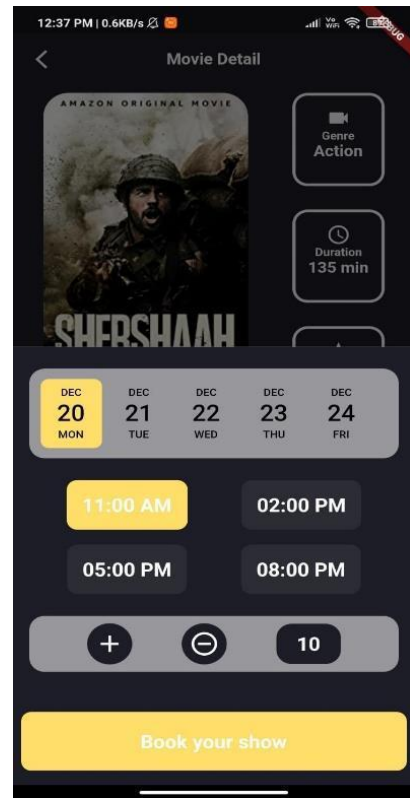 12:37 PM | 0.6KB/s
Vo
WiFi
Movie Detail
AMAZON ORIGINAL MOVIE
Genre
Action
Duration
135 min
SHERSHAAH
DEC DEC DEC DEC DEC
20 21 22 23 24
MON TUE WED THU FRI
11:00 AM 02:00 PM
05:00 PM 08:00 PM
10
Book your show